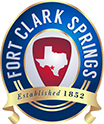 FORT CLARK SPRINGS
Established 1852